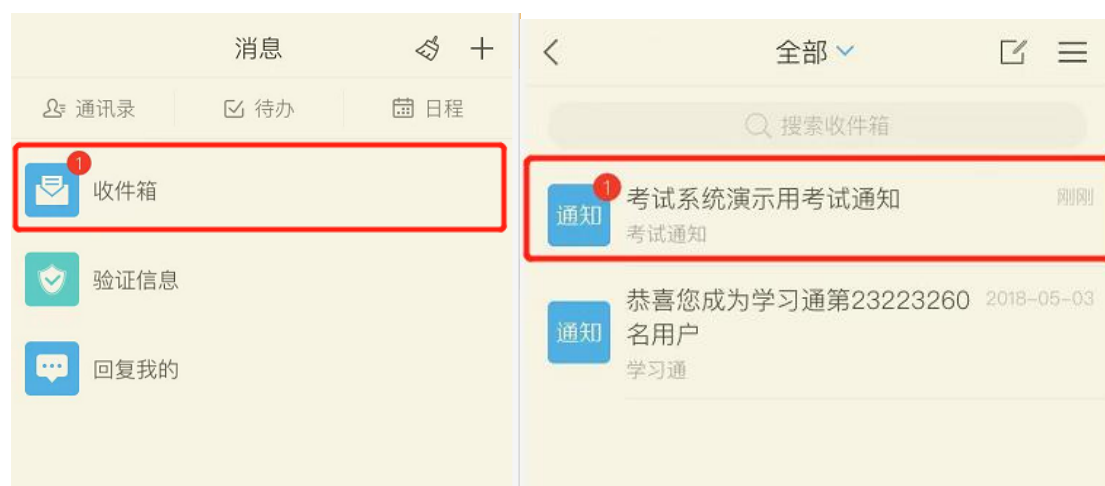 消息
通讯录
待办
日程
1
收件箱
验证信息
回复我的
全部
搜索收件箱
1
通知
考试系统演示用考试通知
刚刚
考试通知
通知
恭喜您成为学习通第23223260
2018-05-03
名用户
学习通